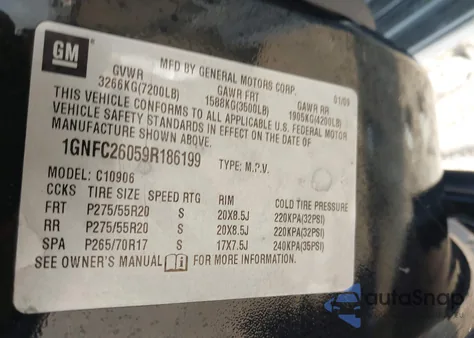 GM
MFD BY GENERAL MOTORS CORP. 01/09
GVWR GAWR FRT GAWR RR
3266KG(7200LB) 1588KG(3500LB) 1905KG(4200LB)
THIS VEHICLE CONFORMS TO ALL APPLICABLE U.S. FEDERAL MOTOR
VEHICLE SAFETY STANDARDS IN EFFECT ON THE DATE OF
MANUFACTURE SHOWN ABOVE.
1GNFC26059R186199 TYPE: M.P.V.
MODEL: C10906
CCKS TIRE SIZE SPEED RTG RIM COLD TIRE PRESSURE
FRT P275/55R20 S 20X8.5J 220KPA(32PSI)
RR P275/55R20 S 20X8.5J 220KPA(32PSI)
SPA P265/70R17 S 17X7.5J 240KPA(35PSI)
SEE OWNER'S MANUAL FOR MORE INFORMATION.
autoSnap